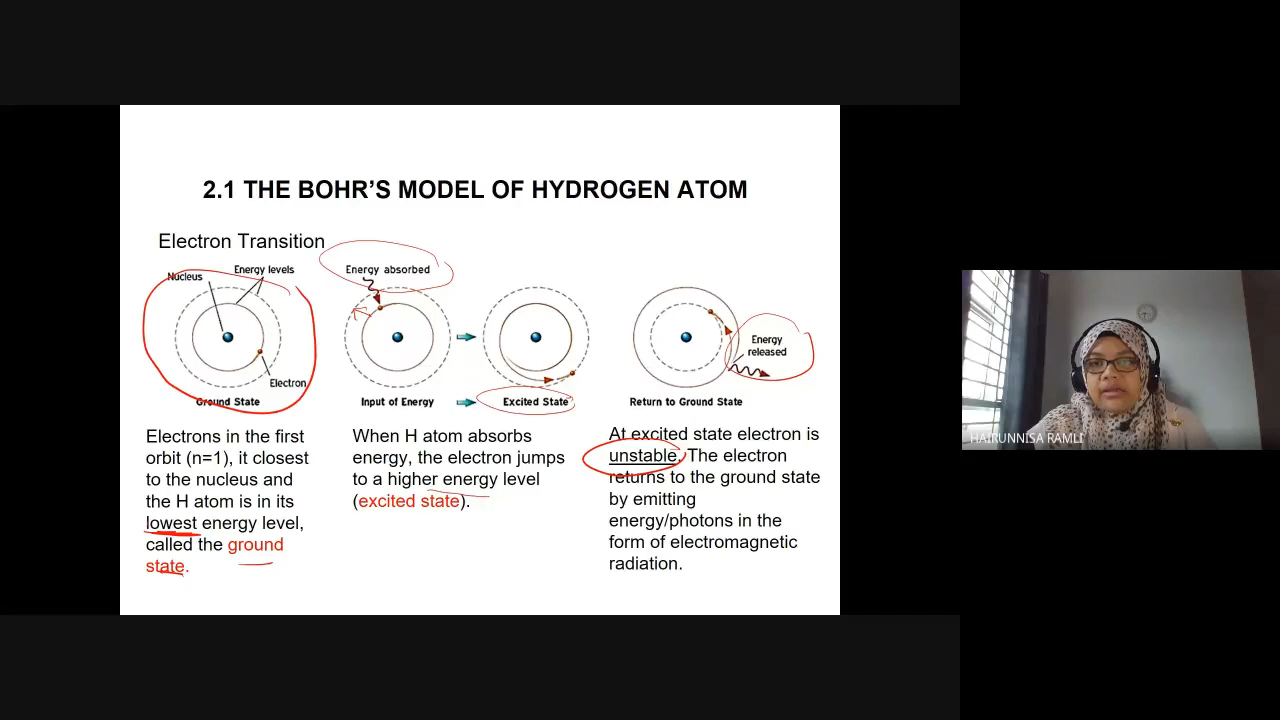 2.1 THE BOHR'S MODEL OF HYDROGEN ATOM
Electron Transition
Nucleus
Energy levels
Electron
Ground State
Energy absorbed
Input of Energy
Excited State
Energy
released
Return to Ground State
Electrons in the first
orbit (n=1), it closest
to the nucleus and
the H atom is in its
lowest energy level,
called the ground
state.
When H atom absorbs
energy, the electron jumps
to a higher energy level
(excited state).
At excited state electron is
unstable. The electron
returns to the ground state
by emitting
energy/photons in the
form of electromagnetic
radiation.
HAIRUNNISA RAMLI